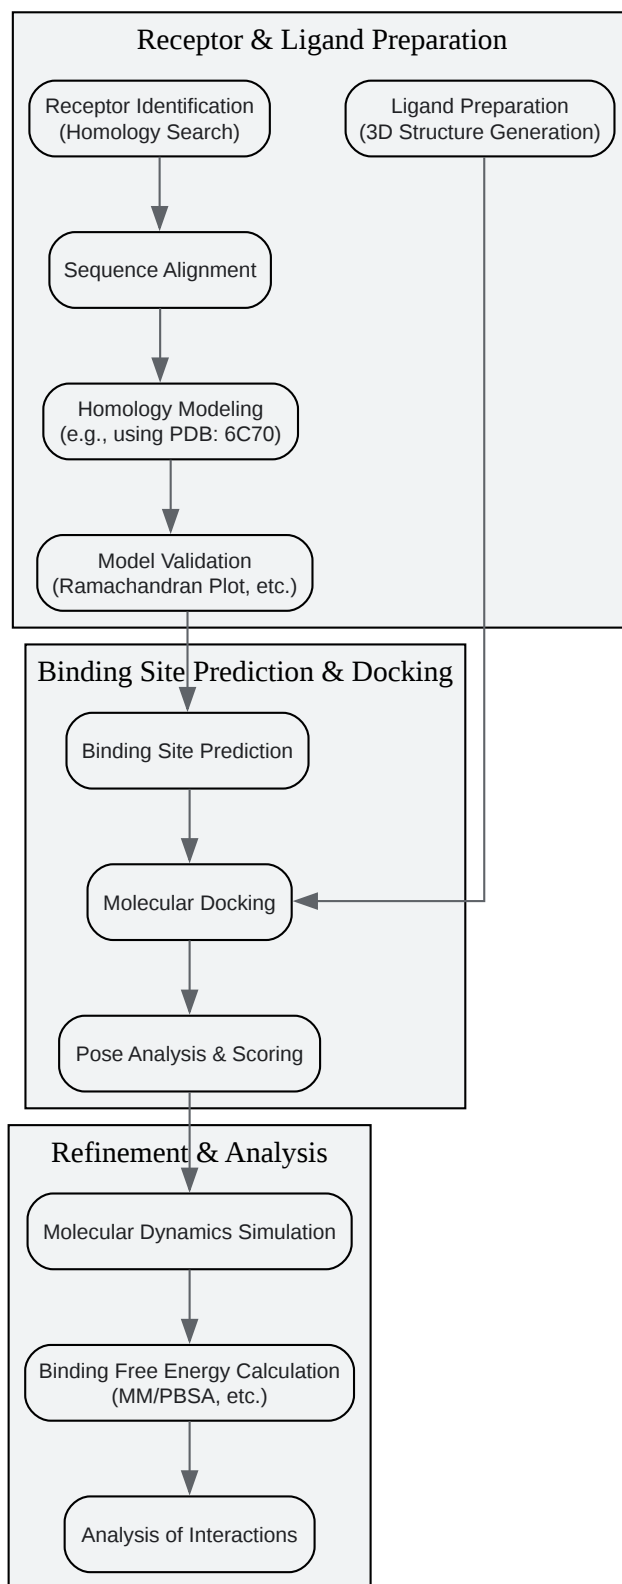 Receptor & Ligand Preparation
Receptor Identification
(Homology Search)
Ligand Preparation
(3D Structure Generation)
Sequence Alignment
Homology Modeling
(e.g., using PDB: 6C70)
Model Validation
(Ramachandran Plot, etc.)
Binding Site Prediction & Docking
Binding Site Prediction
Molecular Docking
Pose Analysis & Scoring
Refinement & Analysis
Molecular Dynamics Simulation
Binding Free Energy Calculation
(MM/PBSA, etc.)
Analysis of Interactions